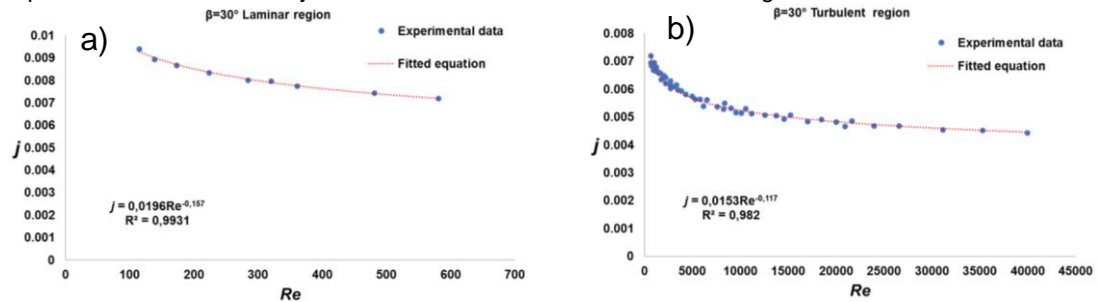 β=30° Laminar region
a)
Experimental data
Fitted equation
0.01
0.009
0.008
0.007
0.006
0.005
0.004
0.003
0.002
0.001
0
j
j = 0,0196Re-0,157
R² = 0,9931
0 100 200 300 400 500 600 700
Re
β=30° Turbulent region
b)
Experimental data
Fitted equation
0.008
0.007
0.006
0.005
0.004
0.003
0.002
0.001
0
j
j = 0,0153Re-0,117
R² = 0,982
0 5000 10000 15000 20000 25000 30000 35000 40000 45000
Re